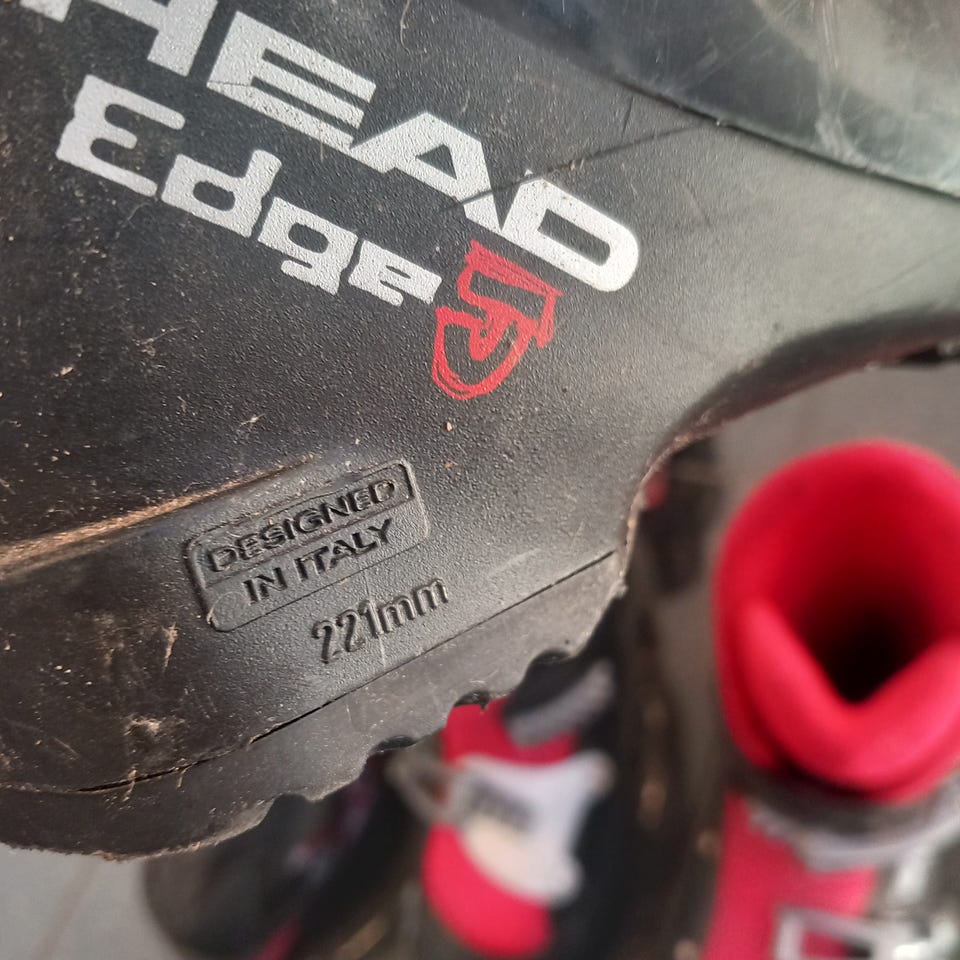 HEAD
Edge J
DESIGNED
IN ITALY
221mm